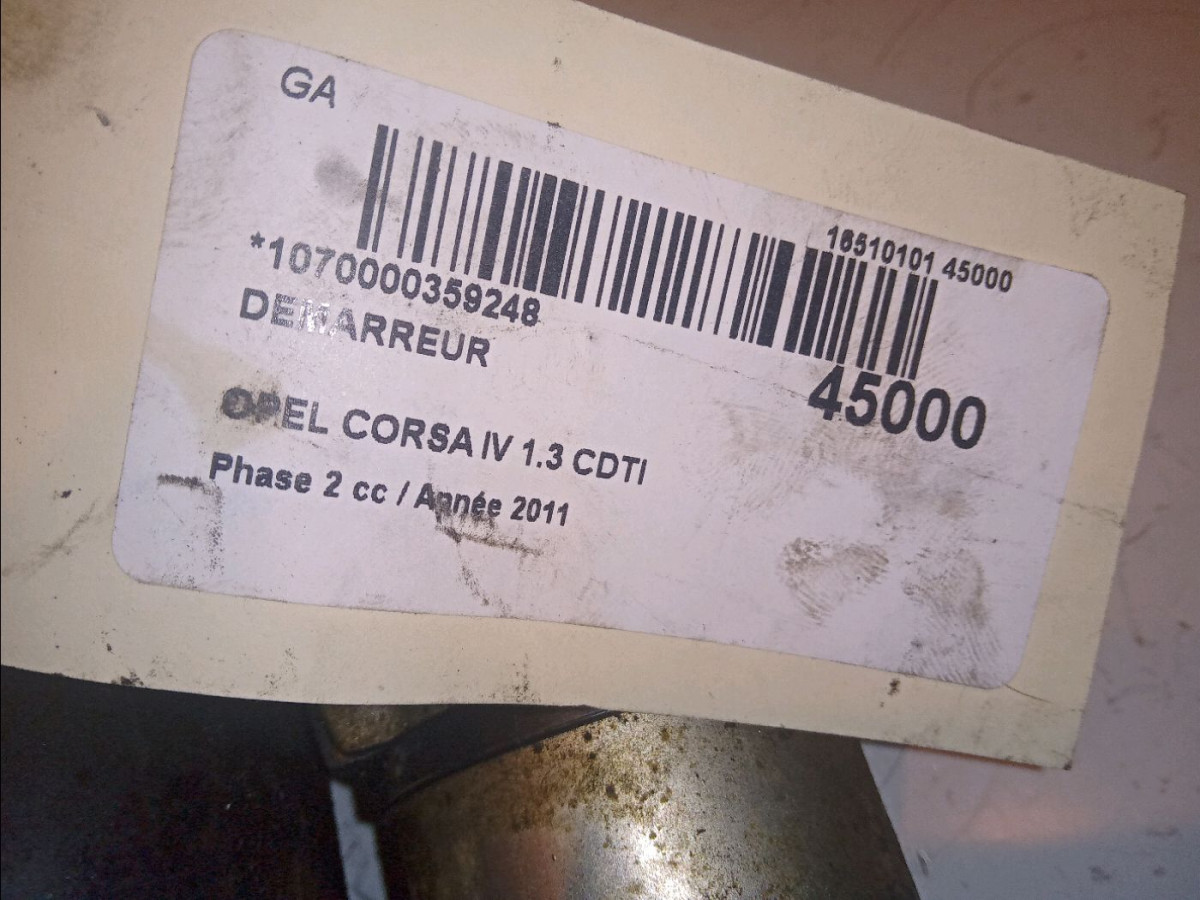 GA
16510101 45000
*1070000359248
DEMARREUR
45000
OPEL CORSA IV 1.3 CDTI
Phase 2 cc / Année 2011